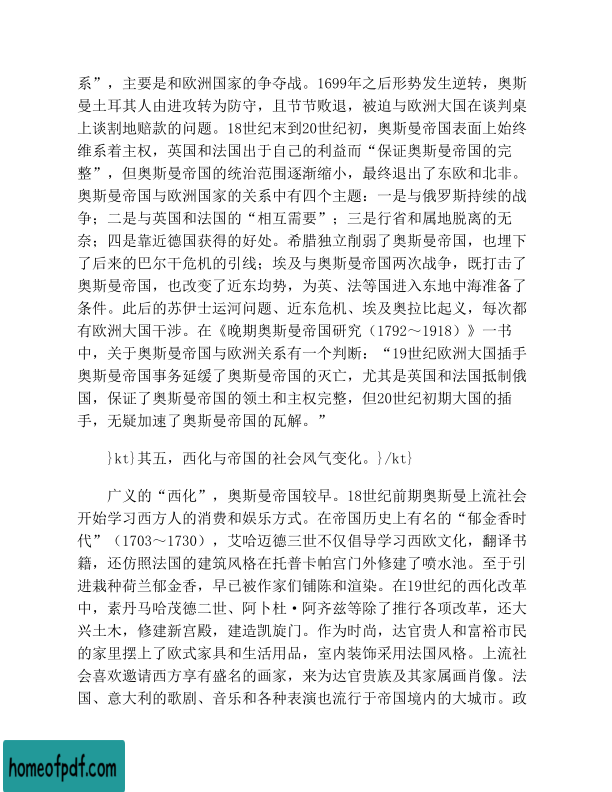 系”，主要是和欧洲国家的争夺战。1699年之后形势发生逆转，奥斯
曼土耳其人由进攻转为防守，且节节败退，被迫与欧洲大国在谈判桌
上谈割地赔款的问题。18世纪末到20世纪初，奥斯曼帝国表面上始终
维系着主权，英国和法国出于自己的利益而“保证奥斯曼帝国的完
整”，但奥斯曼帝国的统治范围逐渐缩小，最终退出了东欧和北非。
奥斯曼帝国与欧洲国家的关系中有四个主题：一是与俄罗斯持续的战
争；二是与英国和法国的“相互需要”；三是行省和属地脱离的无
奈；四是靠近德国获得的好处。希腊独立削弱了奥斯曼帝国，也埋下
了后来的巴尔干危机的引线；埃及与奥斯曼帝国两次战争，既打击了
奥斯曼帝国，也改变了近东均势，为英、法等国进入东地中海准备了
条件。此后的苏伊士运河问题、近东危机、埃及奥拉比起义，每次都
有欧洲大国干涉。在《晚期奥斯曼帝国研究（1792～1918）》一书
中，关于奥斯曼帝国与欧洲关系有一个判断：“19世纪欧洲大国插手
奥斯曼帝国事务延缓了奥斯曼帝国的灭亡，尤其是英国和法国抵制俄
国，保证了奥斯曼帝国的领土和主权完整，但20世纪初期大国的插
手，无疑加速了奥斯曼帝国的瓦解。”
}kt}其五，西化与帝国的社会风气变化。}/kt}
广义的“西化”，奥斯曼帝国较早。18世纪前期奥斯曼上流社会
开始学习西方人的消费和娱乐方式。在帝国历史上有名的“郁金香时
代”（1703～1730），艾哈迈德三世不仅倡导学习西欧文化，翻译书
籍，还仿照法国的建筑风格在托普卡帕宫门外修建了喷水池。至于引
进栽种荷兰郁金香，早已被作家们铺陈和渲染。在19世纪的西化改革
中，素丹马哈茂德二世、阿卜杜·阿齐兹等除了推行各项改革，还大
兴土木，修建新宫殿，建造凯旋门。作为时尚，达官贵人和富裕市民
的家里摆上了欧式家具和生活用品，室内装饰采用法国风格。上流社
会喜欢邀请西方享有盛名的画家，来为达官贵族及其家属画肖像。法
国、意大利的歌剧、音乐和各种表演也流行于帝国境内的大城市。政
homeofpdf.com